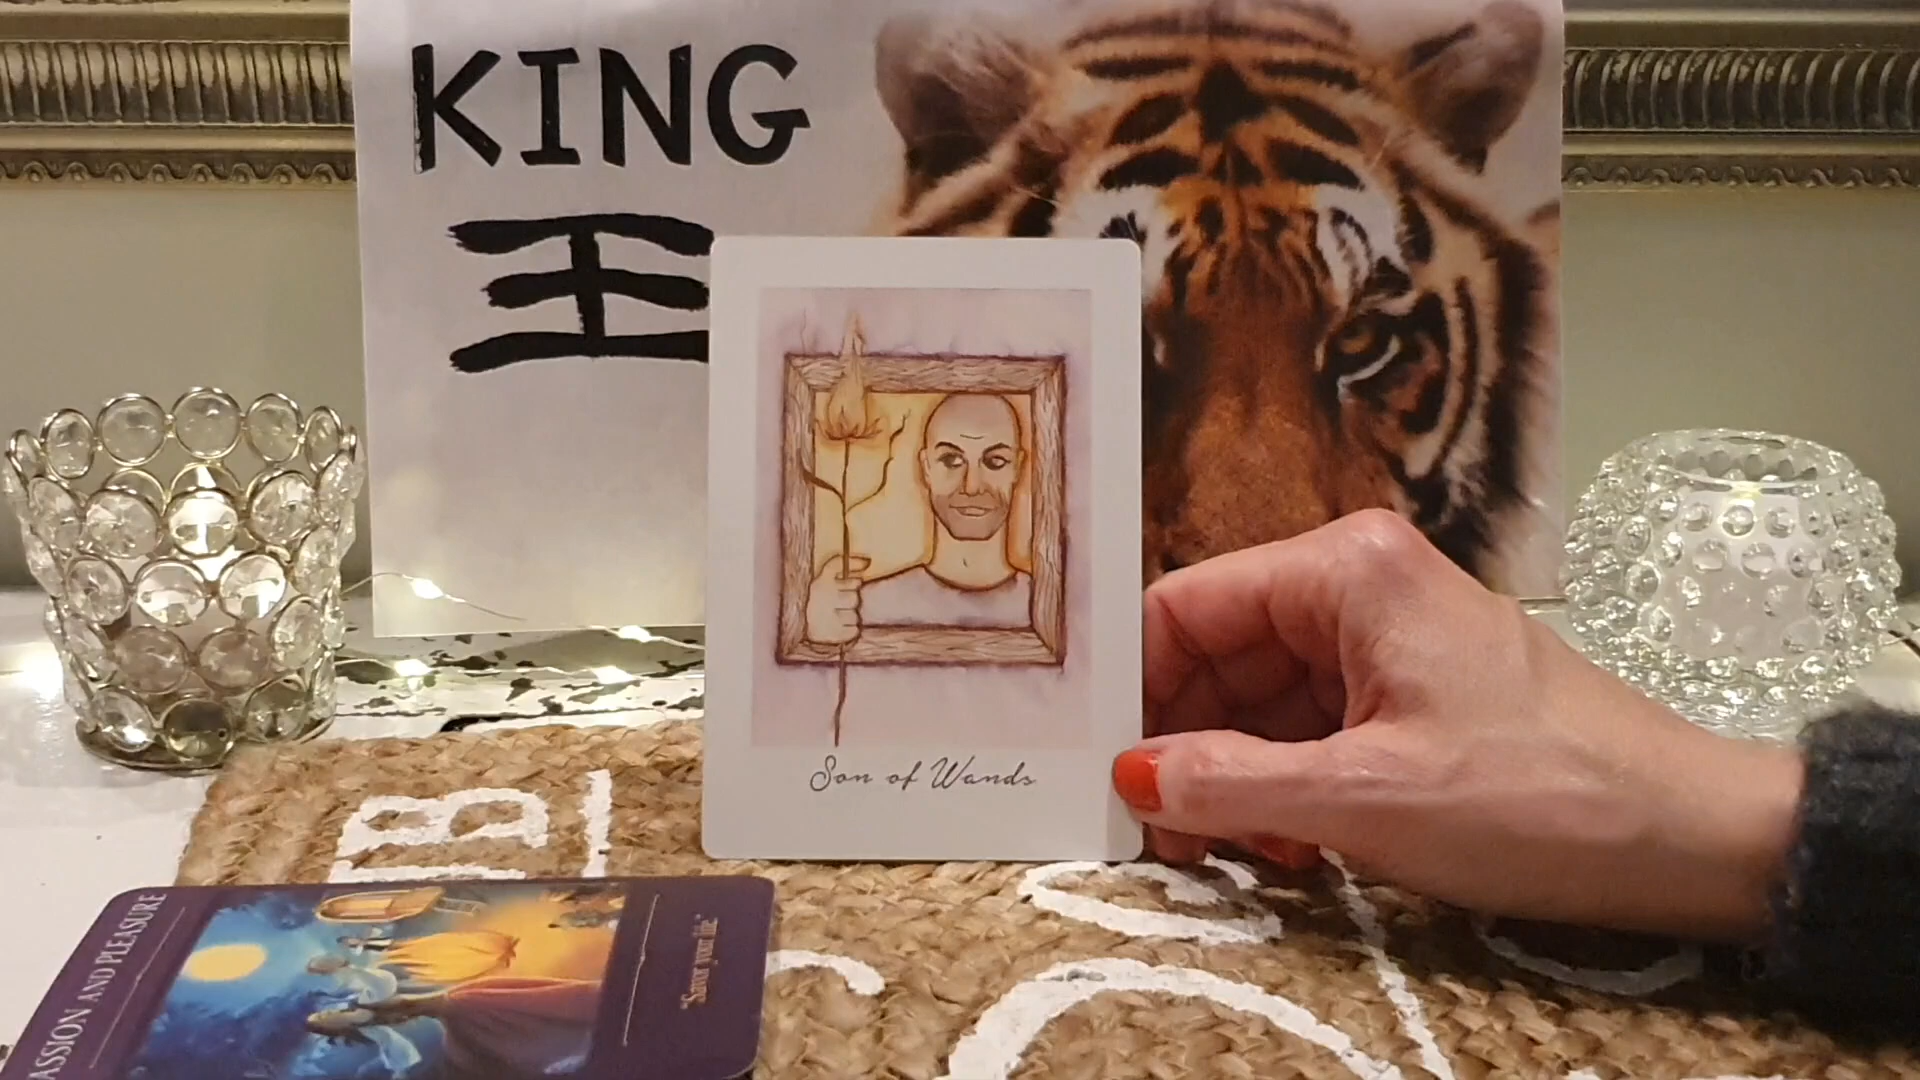 KING
王
Son of Wands
PASSION AND PLEASURE
"Savor your life."